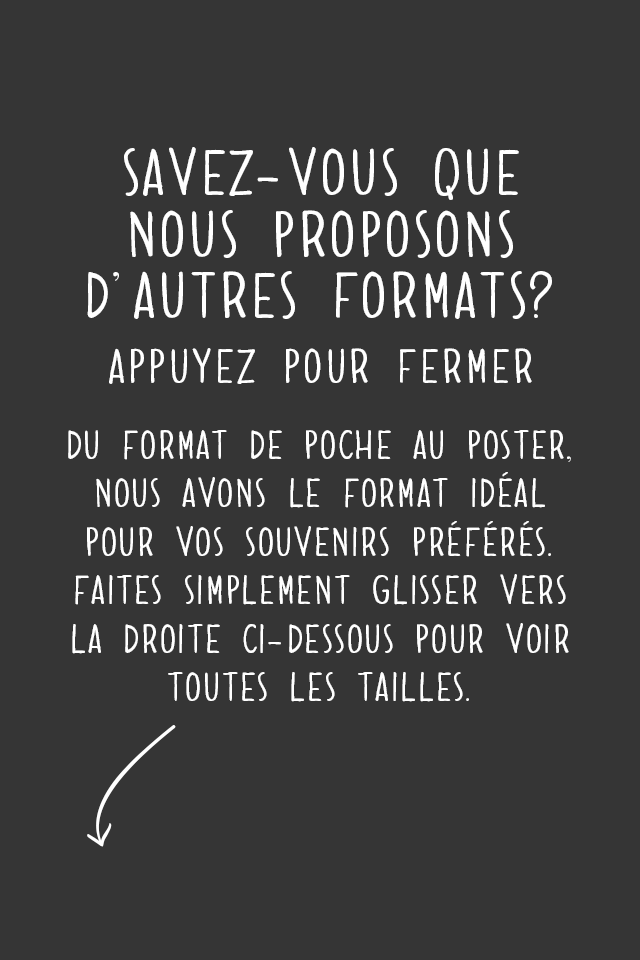 SAVEZ-VOUS QUE
NOUS PROPOSONS
D'AUTRES FORMATS?
APPUYEZ POUR FERMER
DU FORMAT DE POCHE AU POSTER,
NOUS AVONS LE FORMAT IDÉAL
POUR VOS SOUVENIRS PRÉFÉRÉS.
FAITES SIMPLEMENT GLISSER VERS
LA DROITE CI-DESSOUS POUR VOIR
TOUTES LES TAILLES.